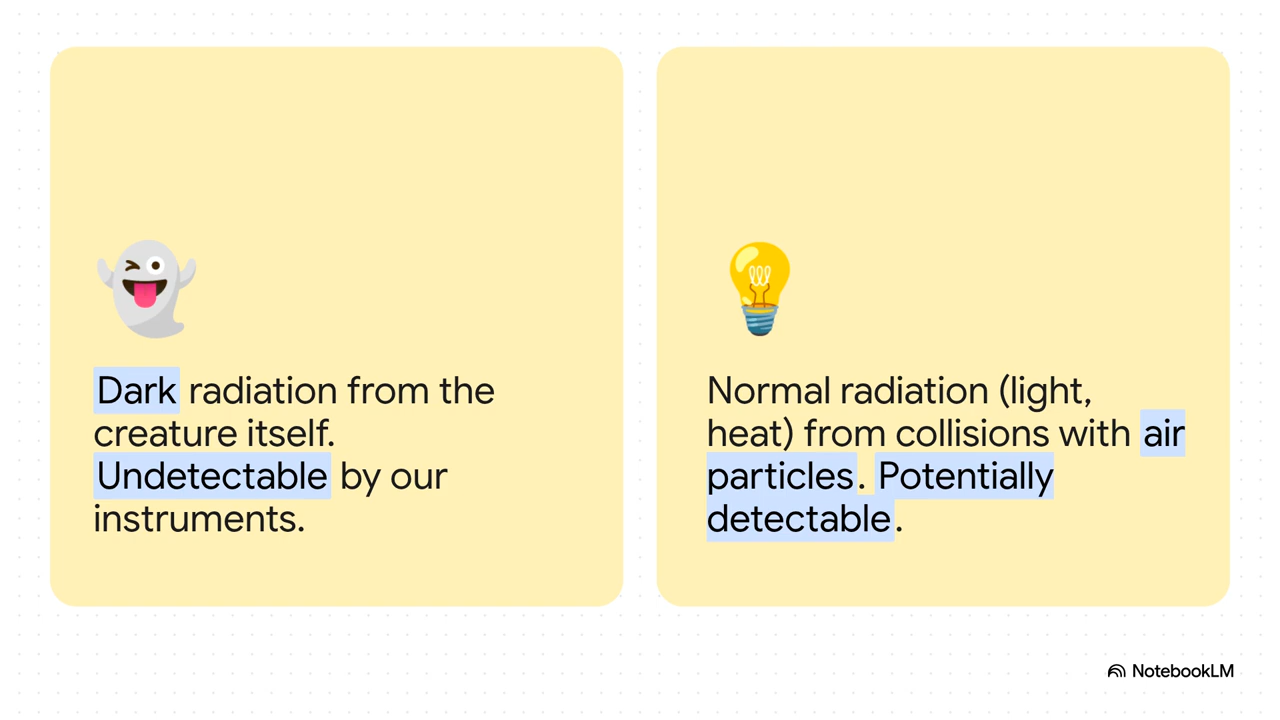 Dark radiation from the
creature itself.
Undetectable by our
instruments.
Normal radiation (light,
heat) from collisions with air
particles. Potentially
detectable.
NotebookLM